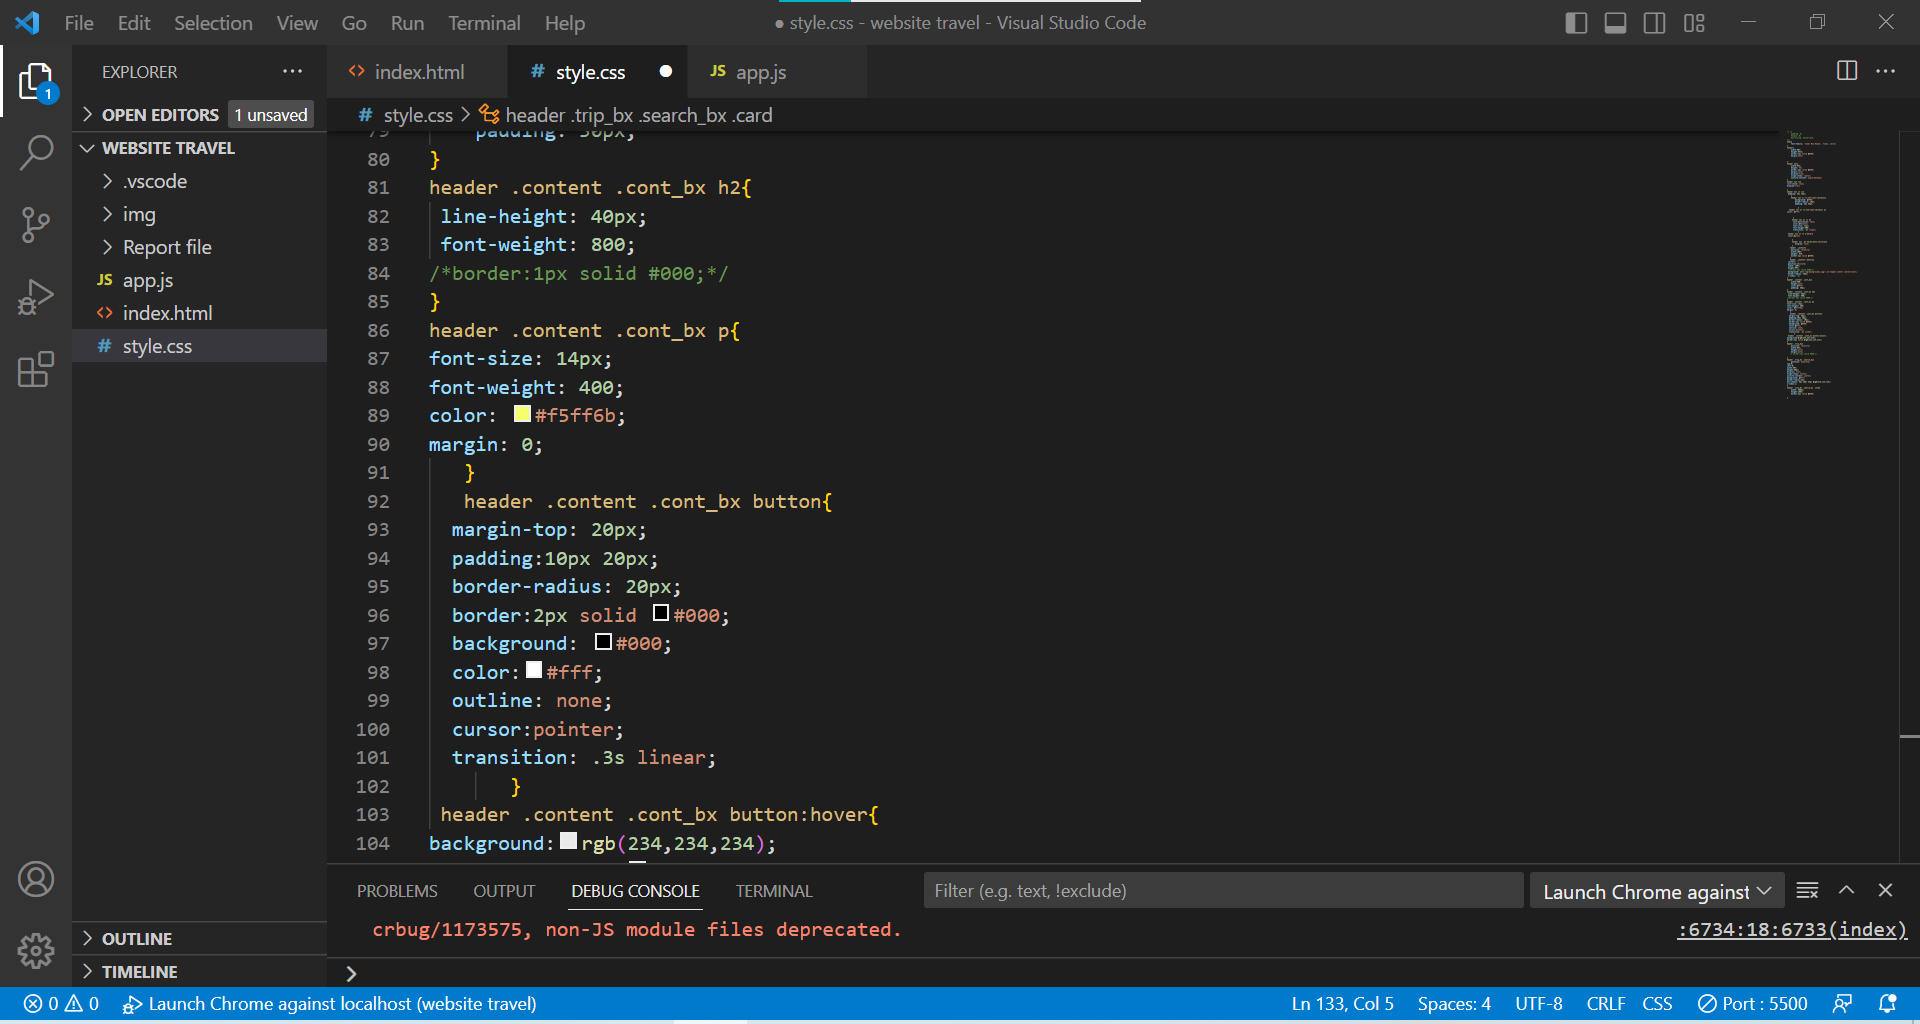 File Edit Selection View Go Run Terminal Help
● style.css - website travel - Visual Studio Code
EXPLORER ···
1
OPEN EDITORS 1 unsaved
WEBSITE TRAVEL
.vscode
img
Report file
JS app.js
<> index.html
# style.css
OUTLINE
TIMELINE
<> index.html # style.css ● JS app.js
# style.css > header .trip_bx .search_bx .card
79 padding: 50px;
80 }
81 header .content .cont_bx h2{
82 line-height: 40px;
83 font-weight: 800;
84 /*border:1px solid #000;*/
85 }
86 header .content .cont_bx p{
87 font-size: 14px;
88 font-weight: 400;
89 color: #f5ff6b;
90 margin: 0;
91 }
92 header .content .cont_bx button{
93 margin-top: 20px;
94 padding:10px 20px;
95 border-radius: 20px;
96 border:2px solid #000;
97 background: #000;
98 color: #fff;
99 outline: none;
100 cursor:pointer;
101 transition: .3s linear;
102 }
103 header .content .cont_bx button:hover{
104 background: rgb(234,234,234);
PROBLEMS OUTPUT DEBUG CONSOLE TERMINAL Filter (e.g. text, !exclude) Launch Chrome against
crbug/1173575, non-JS module files deprecated. :6734:18:6733(index)
>
0 0 Launch Chrome against localhost (website travel) Ln 133, Col 5 Spaces: 4 UTF-8 CRLF CSS Port : 5500